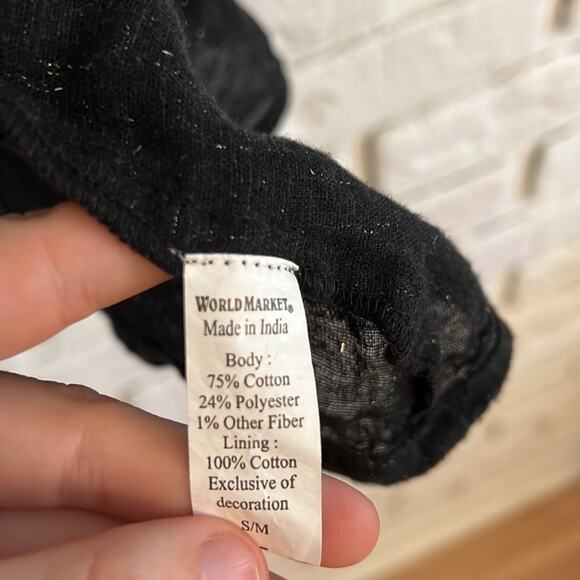 WORLD MARKET®
Made in India
Body :
75% Cotton
24% Polyester
1% Other Fiber
Lining :
100% Cotton
Exclusive of
decoration
S/M